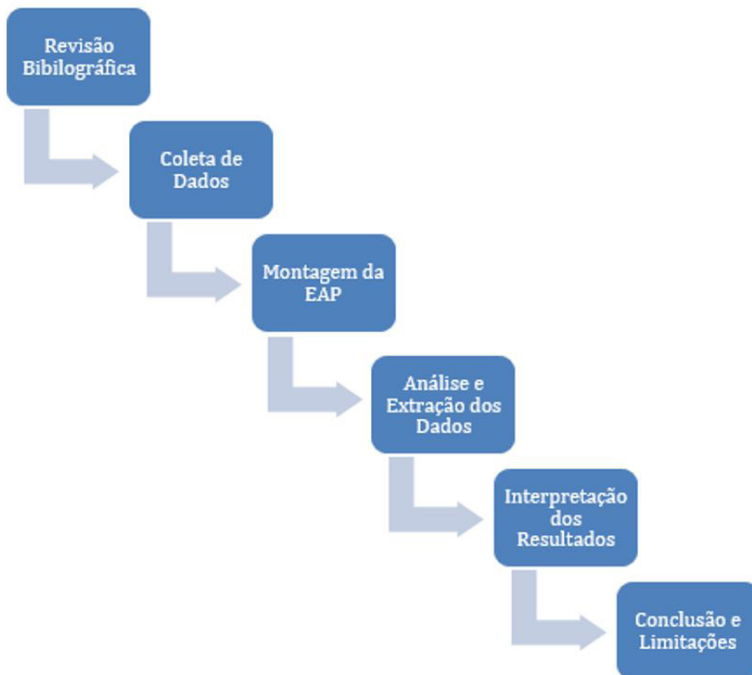 Revisão
Bibilográfica
Coleta de
Dados
Montagem da
EAP
Análise e
Extração dos
Dados
Interpretação
dos
Resultados
Conclusão e
Limitações